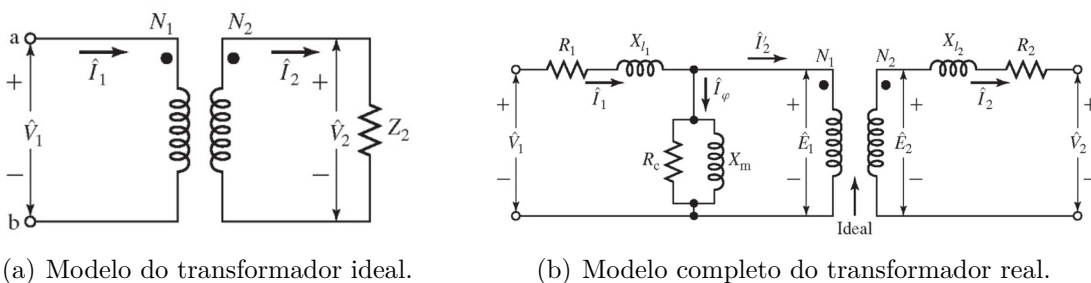 N₁ N₂
a
+ Î₁ Î₂ +
V̂₁ V̂₂ Z₂
− −
b
(a) Modelo do transformador ideal.
R₁ Xl₁ Î′₂ N₁ N₂ Xl₂ R₂
+ Î₁ Îφ + + Î₂ +
V̂₁ Rc Xm Ê₁ Ê₂ V̂₂
− − − −
Ideal
(b) Modelo completo do transformador real.